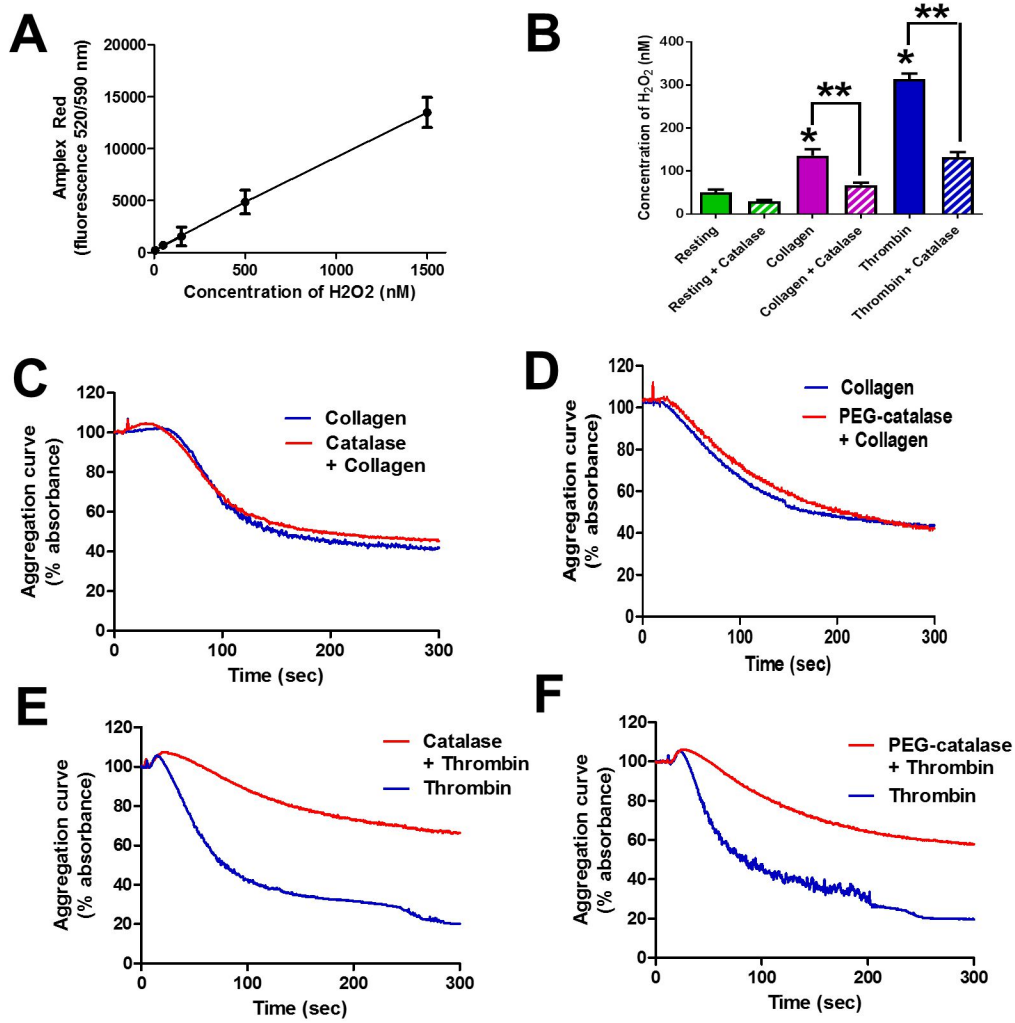 A
Amplex Red
(fluorescence 520/590 nm)
20000
15000
10000
5000
0
0
500
1000
1500
Concentration of H2O2 (nM)
B
Concentration of H₂O₂ (nM)
400
300
200
100
0
*
**
*
**
Resting
Resting + Catalase
Collagen
Collagen + Catalase
Thrombin
Thrombin + Catalase
C
Aggregation curve
(% absorbance)
120
100
80
60
40
20
0
0
100
200
300
Time (sec)
Collagen
Catalase
+ Collagen
D
Aggregation curve
(% absorbance)
120
100
80
60
40
20
0
0
100
200
300
Time (sec)
Collagen
PEG-catalase
+ Collagen
E
Aggregation curve
(% absorbance)
120
100
80
60
40
20
0
0
100
200
300
Time (sec)
Catalase
+ Thrombin
Thrombin
F
Aggregation curve
(% absorbance)
120
100
80
60
40
20
0
0
100
200
300
Time (sec)
PEG-catalase
+ Thrombin
Thrombin